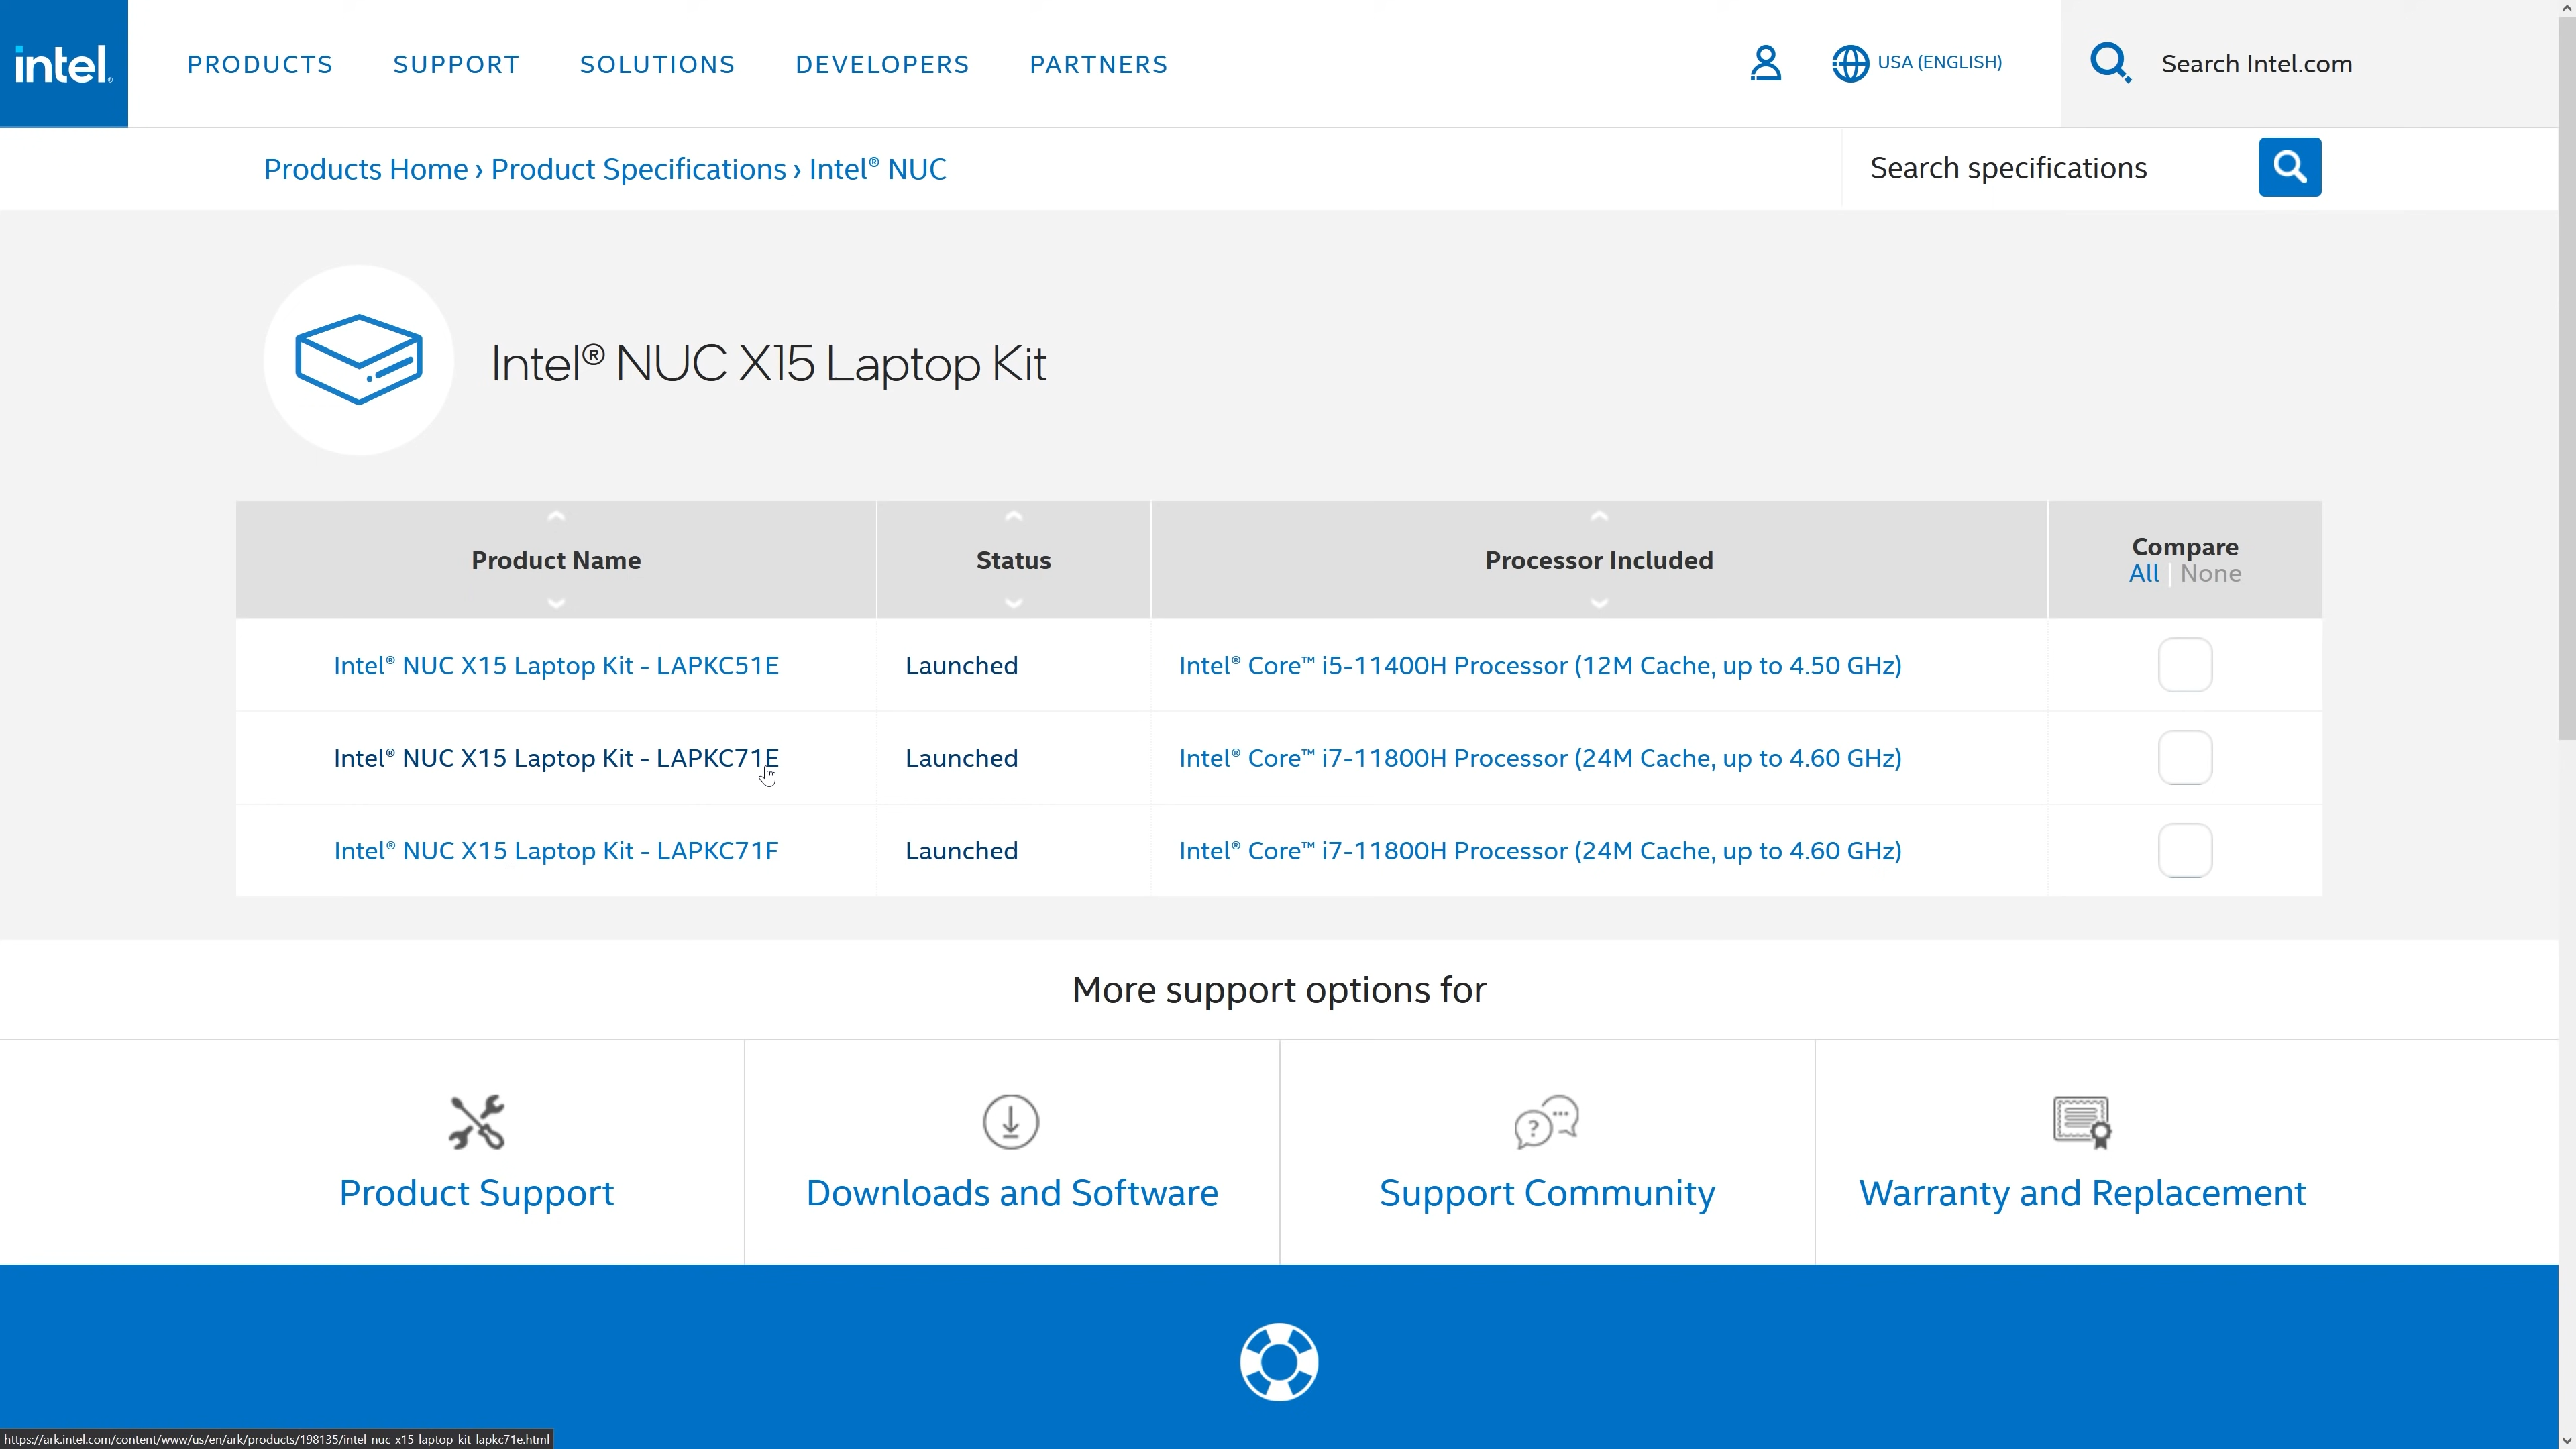 intel.
PRODUCTS SUPPORT SOLUTIONS DEVELOPERS PARTNERS USA (ENGLISH) Search Intel.com
Products Home › Product Specifications › Intel® NUC Search specifications
Intel® NUC X15 Laptop Kit
Product Name Status Processor Included Compare
All | None
Intel® NUC X15 Laptop Kit - LAPKC51E Launched Intel® Core™ i5-11400H Processor (12M Cache, up to 4.50 GHz)
Intel® NUC X15 Laptop Kit - LAPKC71E Launched Intel® Core™ i7-11800H Processor (24M Cache, up to 4.60 GHz)
Intel® NUC X15 Laptop Kit - LAPKC71F Launched Intel® Core™ i7-11800H Processor (24M Cache, up to 4.60 GHz)
More support options for
Product Support Downloads and Software Support Community Warranty and Replacement
https://ark.intel.com/content/www/us/en/ark/products/198135/intel-nuc-x15-laptop-kit-lapkc71e.html